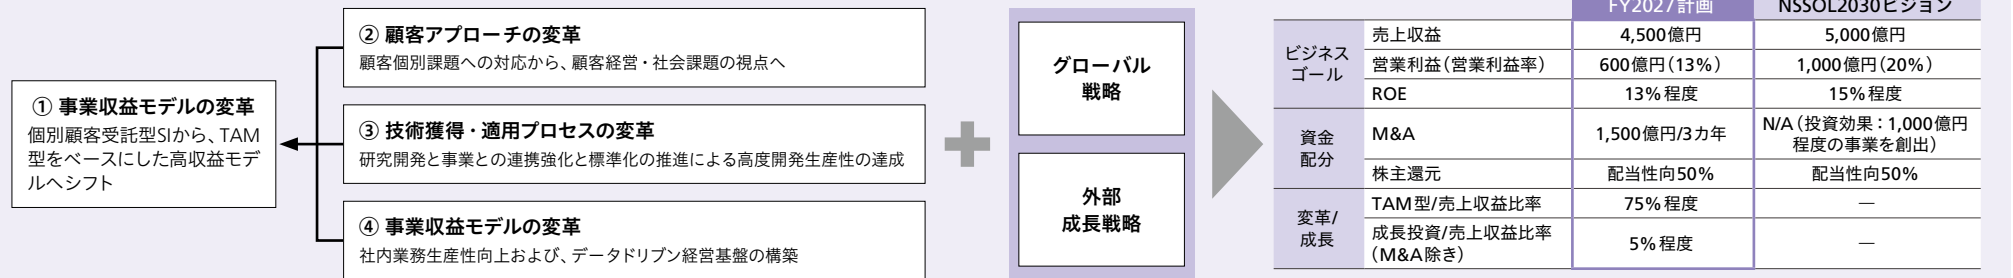 ① 事業収益モデルの変革
個別顧客受託型SIから、TAM
型をベースにした高収益モデ
ルへシフト
② 顧客アプローチの変革
顧客個別課題への対応から、顧客経営・社会課題の視点へ
③ 技術獲得・適用プロセスの変革
研究開発と事業との連携強化と標準化の推進による高度開発生産性の達成
④ 事業収益モデルの変革
社内業務生産性向上および、データドリブン経営基盤の構築
グローバル
戦略
外部
成長戦略
FY2027計画 NSSOL2030ビジョン
ビジネス
ゴール
売上収益 4,500億円 5,000億円
営業利益(営業利益率) 600億円(13%) 1,000億円(20%)
ROE 13%程度 15%程度
資金
配分
M&A 1,500億円/3カ年 N/A(投資効果:1,000億円
程度の事業を創出)
株主還元 配当性向50% 配当性向50%
変革/
成長
TAM型/売上収益比率 75%程度 —
成長投資/売上収益比率
(M&A除き) 5%程度 —